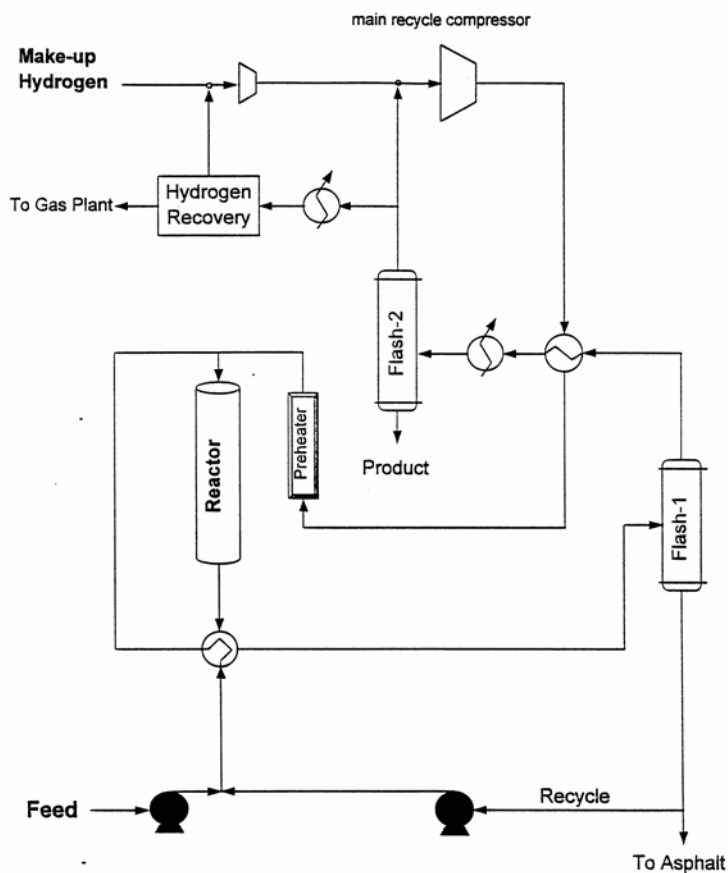 main recycle compressor
Make-up
Hydrogen
To Gas Plant
Hydrogen
Recovery
Flash-2
Preheater
Reactor
Product
Flash-1
Feed
Recycle
To Asphalt